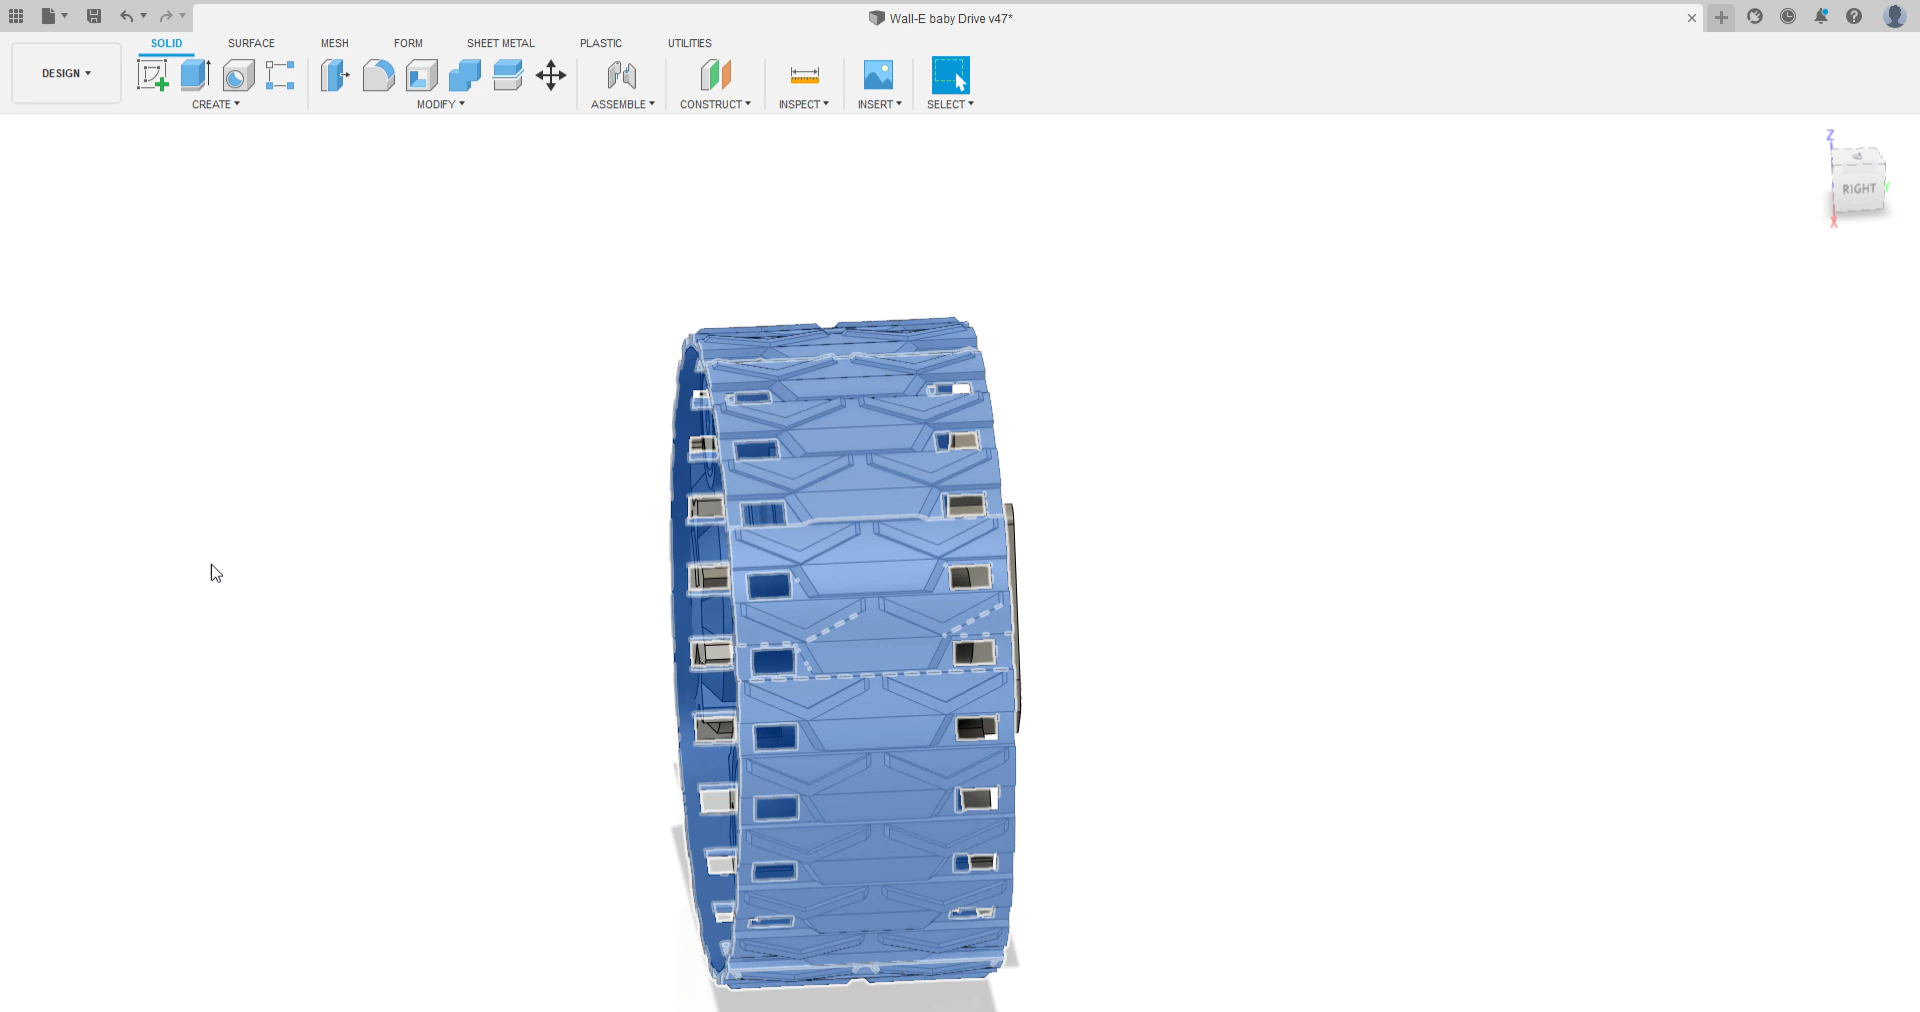 Wall-E baby Drive v47*
SOLID SURFACE MESH FORM SHEET METAL PLASTIC UTILITIES
DESIGN
CREATE MODIFY ASSEMBLE CONSTRUCT INSPECT INSERT SELECT
Z
RIGHT
Y
X